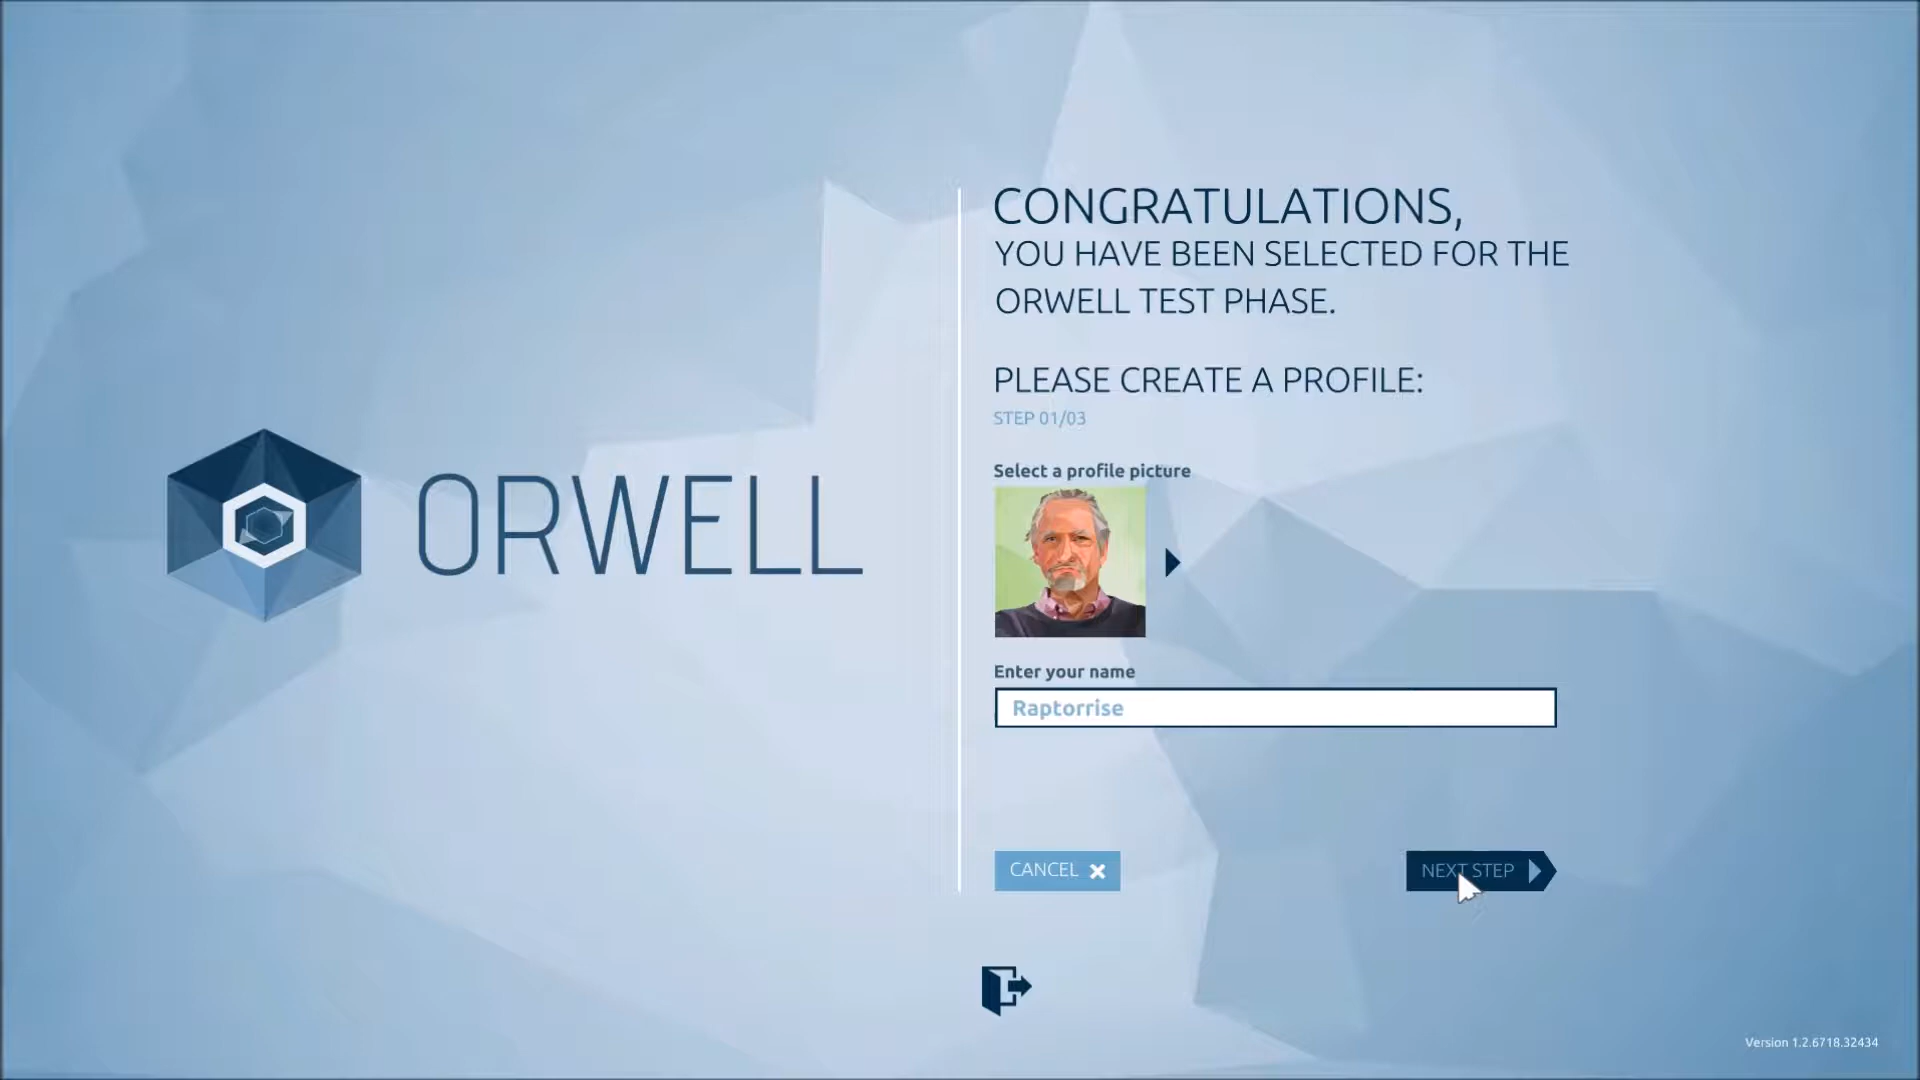 ORWELL
CONGRATULATIONS,
YOU HAVE BEEN SELECTED FOR THE
ORWELL TEST PHASE.
PLEASE CREATE A PROFILE:
STEP 01/03
Select a profile picture
Enter your name
Raptorrise
CANCEL
NEXT STEP
Version 1.2.6718.32434